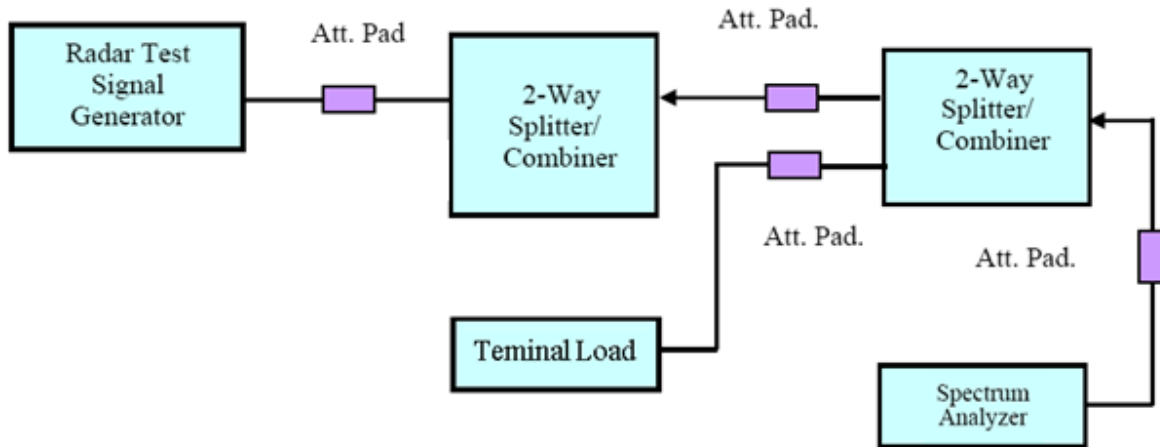 Radar Test
Signal
Generator
Att. Pad
2-Way
Splitter/
Combiner
Att. Pad.
Att. Pad.
2-Way
Splitter/
Combiner
Att. Pad.
Teminal Load
Spectrum
Analyzer